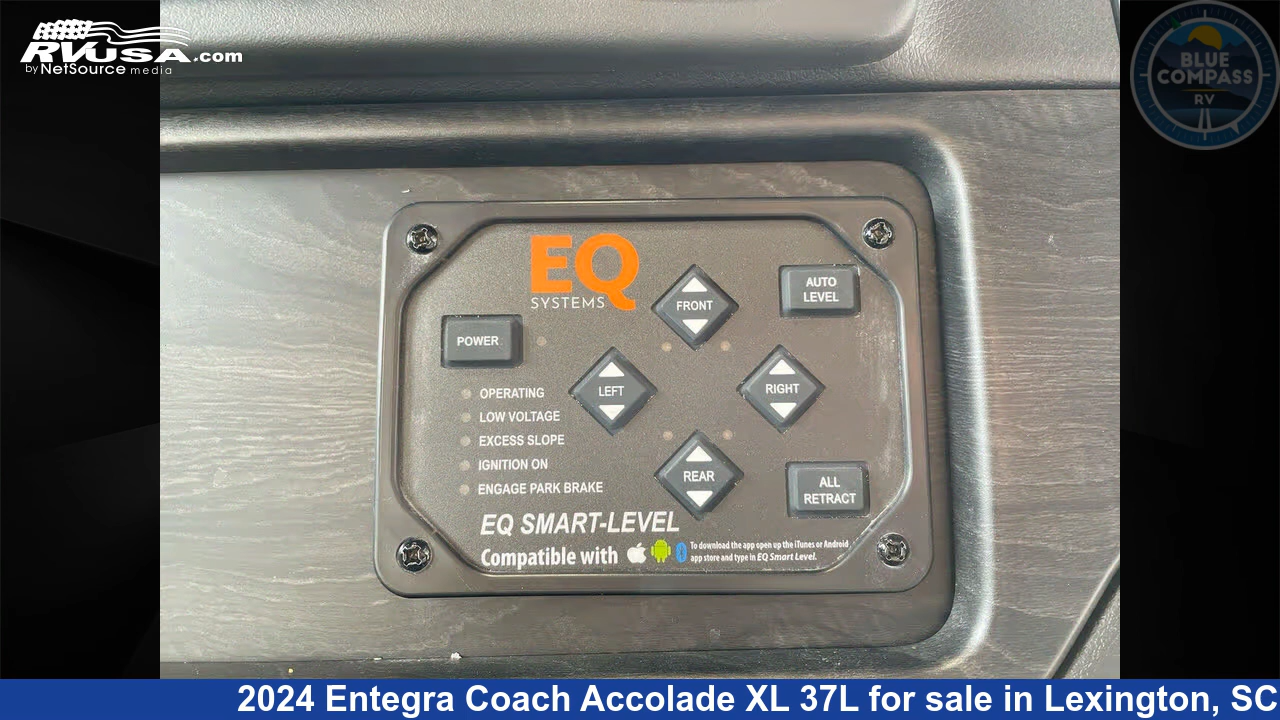 RVUSA.com
by NetSource media
BLUE
COMPASS
RV
EQ
SYSTEMS
FRONT
AUTO
LEVEL
POWER
LEFT
RIGHT
OPERATING
LOW VOLTAGE
EXCESS SLOPE
IGNITION ON
ENGAGE PARK BRAKE
REAR
ALL
RETRACT
EQ SMART-LEVEL
Compatible with
To download the app open up the iTunes or Android
app store and type in EQ Smart Level.
2024 Entegra Coach Accolade XL 37L for sale in Lexington, SC